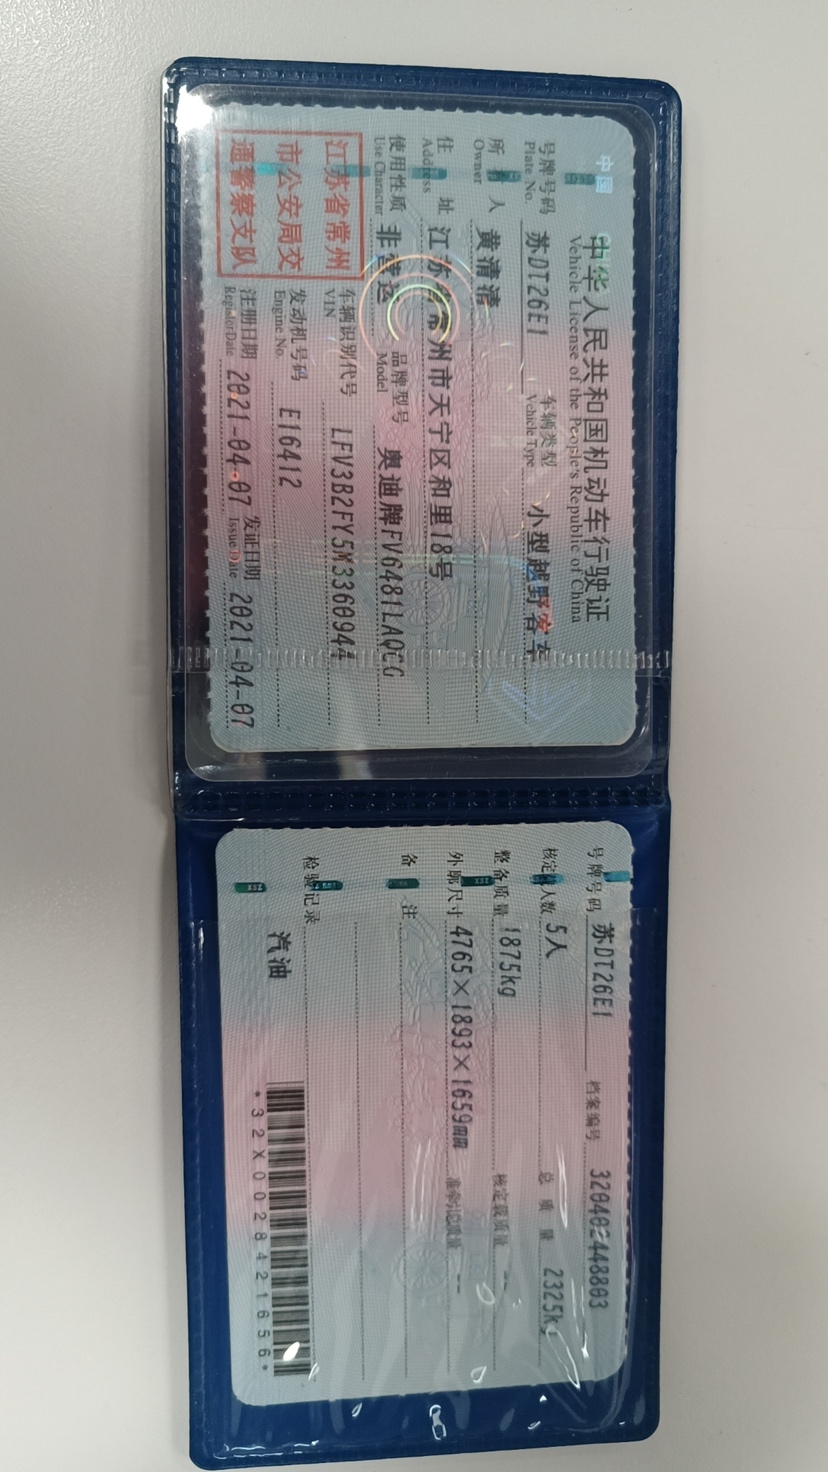 中国
中华人民共和国机动车行驶证
Vehicle License of the People's Republic of China
号牌号码 苏DT26E1 车辆类型 小型越野客车
Plate No. Vehicle Type
所 人 黄清清
Owner
住 址 江苏省常州市天宁区和里18号
Address
使用性质 非营运 品牌型号 奥迪牌FV6481LAQCG
Use Character Model
江苏省常州
市公安局交
通警察支队
车辆识别代号 LFV3B2FY5M3360944
VIN
发动机号码 E16412
Engine No.
注册日期 2021-04-07 发证日期 2021-04-07
Register Date Issue Date
号牌号码 苏DT26E1 档案编号 320402448803
核定载人数 5人 总 质 量 2325kg
整备质量 1875kg 核定载质量 --
外廓尺寸 4765×1893×1659mm 准牵引总质量 --
备 注
检验记录
汽油
*32X0028421656*